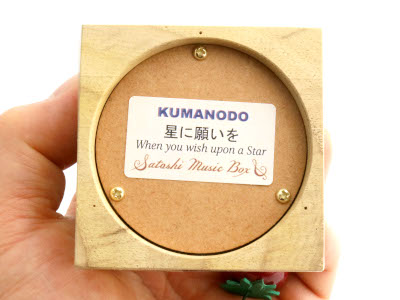 KUMANODO
星に願いを
When you wish upon a Star
Satoshi Music Box